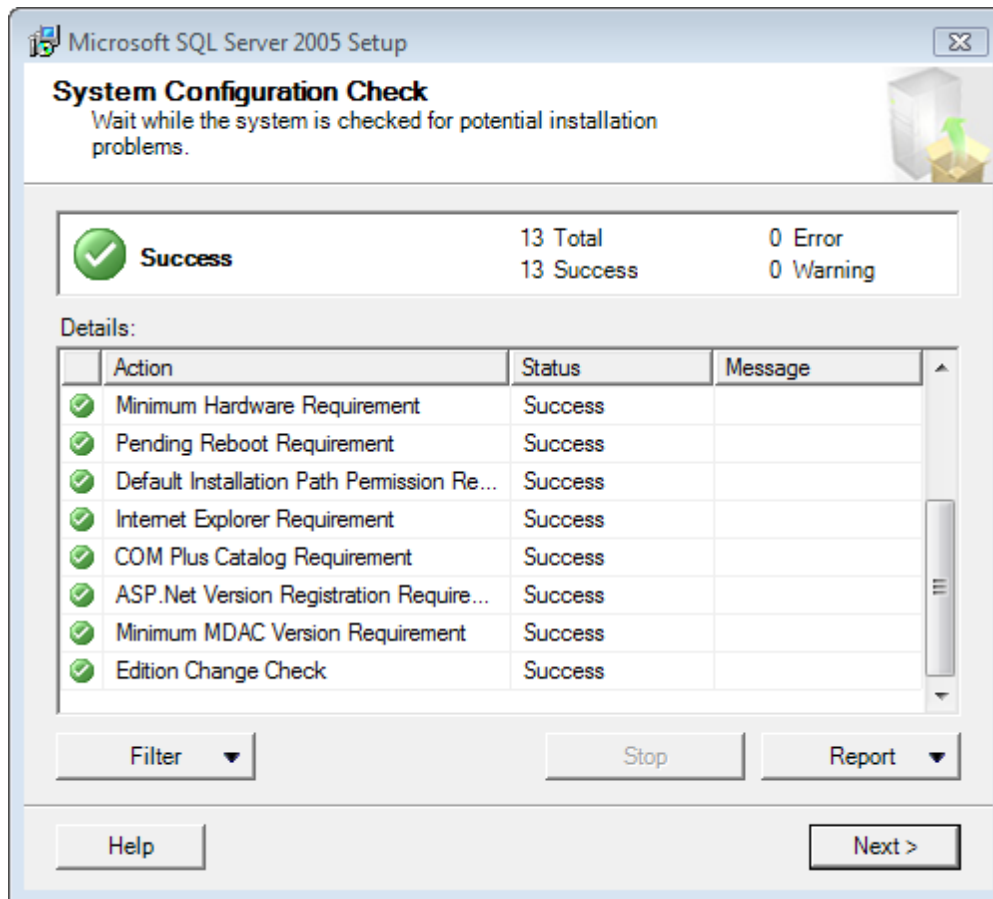 Microsoft SQL Server 2005 Setup
System Configuration Check
Wait while the system is checked for potential installation
problems.
Success
13 Total
0 Error
13 Success
0 Warning
Details:
Action Status Message
Minimum Hardware Requirement Success
Pending Reboot Requirement Success
Default Installation Path Permission Re... Success
Internet Explorer Requirement Success
COM Plus Catalog Requirement Success
ASP.Net Version Registration Require... Success
Minimum MDAC Version Requirement Success
Edition Change Check Success
Filter Stop Report
Help Next >